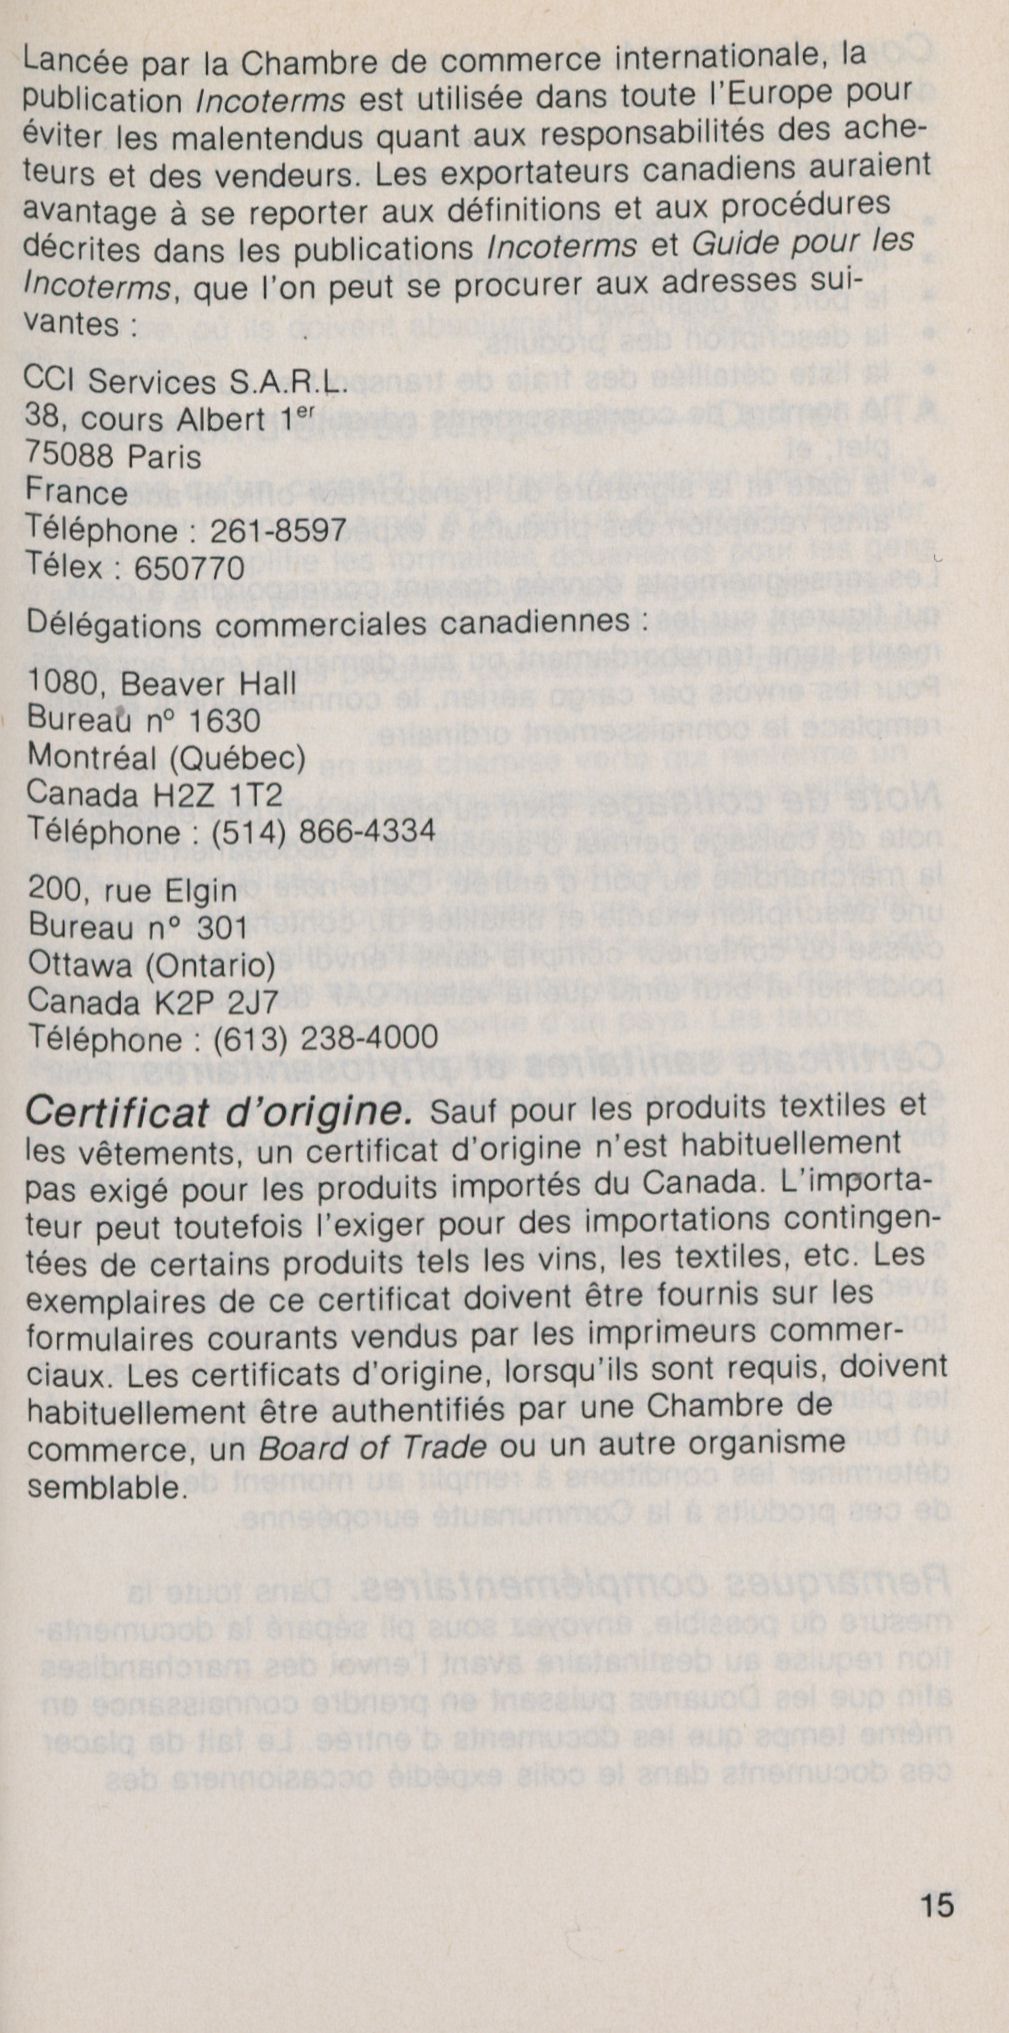 Lancée par la Chambre de commerce internationale, la
publication Incoterms est utilisée dans toute l'Europe pour
éviter les malentendus quant aux responsabilités des ache-
teurs et des vendeurs. Les exportateurs canadiens auraient
avantage à se reporter aux définitions et aux procédures
décrites dans les publications Incoterms et Guide pour les
Incoterms, que l'on peut se procurer aux adresses sui-
vantes :
CCI Services S.A.R.L.
38, cours Albert 1er
75088 Paris
France
Téléphone : 261-8597
Télex : 650770
Délégations commerciales canadiennes :
1080, Beaver Hall
Bureau nº 1630
Montréal (Québec)
Canada H2Z 1T2
Téléphone : (514) 866-4334
200, rue Elgin
Bureau nº 301
Ottawa (Ontario)
Canada K2P 2J7
Téléphone : (613) 238-4000
Certificat d'origine. Sauf pour les produits textiles et
les vêtements, un certificat d'origine n'est habituellement
pas exigé pour les produits importés du Canada. L'importa-
teur peut toutefois l'exiger pour des importations contingen-
tées de certains produits tels les vins, les textiles, etc. Les
exemplaires de ce certificat doivent être fournis sur les
formulaires courants vendus par les imprimeurs commer-
ciaux. Les certificats d'origine, lorsqu'ils sont requis, doivent
habituellement être authentifiés par une Chambre de
commerce, un Board of Trade ou un autre organisme
semblable.
15